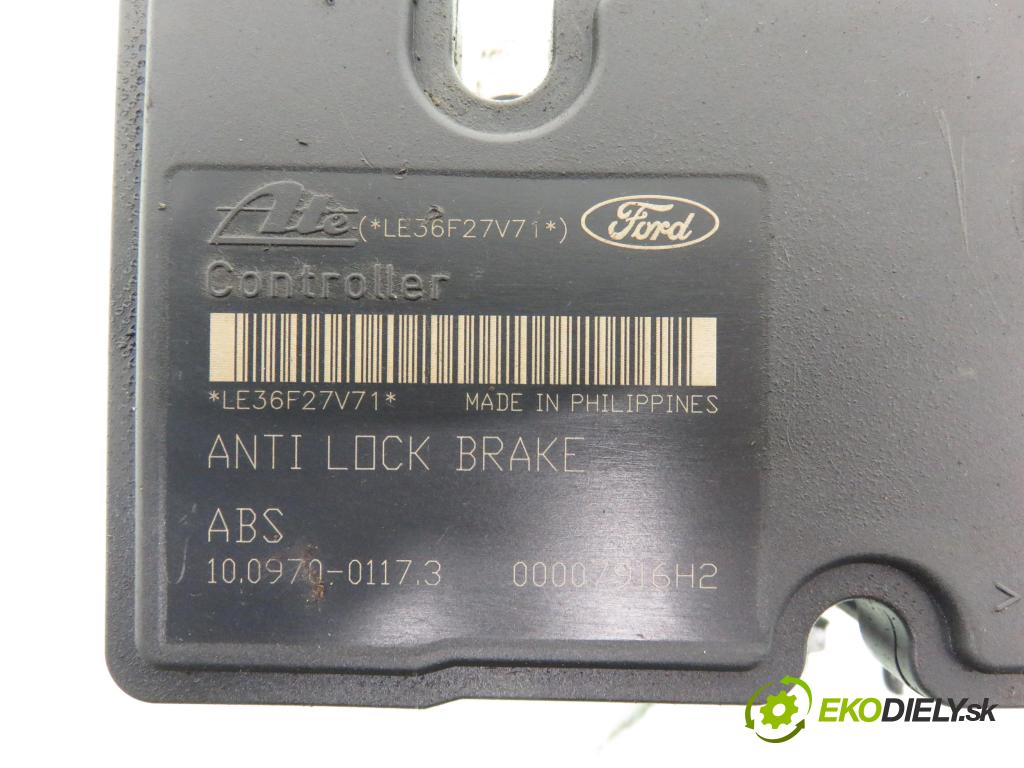 Ate (*LE36F27V71*) Ford
Controller
*LE36F27V71* MADE IN PHILIPPINES
ANTI LOCK BRAKE
ABS
10.0970-0117.3 00007916H2
>
EKODIELY.sk